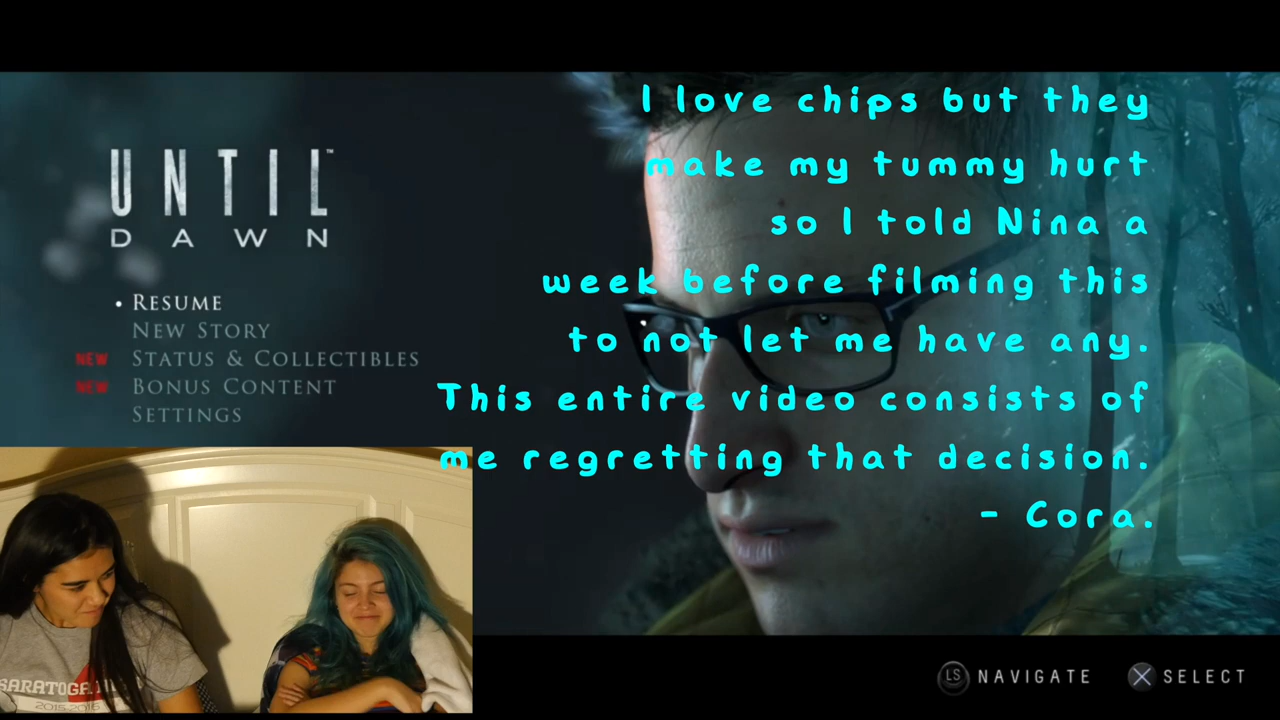 UNTIL™
DAWN
• RESUME
NEW STORY
NEW STATUS & COLLECTIBLES
NEW BONUS CONTENT
SETTINGS
I love chips but they
make my tummy hurt
so I told Nina a
week before filming this
to not let me have any.
This entire video consists of
me regretting that decision.
- Cora.
SARATOGA
2015-2016
LS NAVIGATE
SELECT